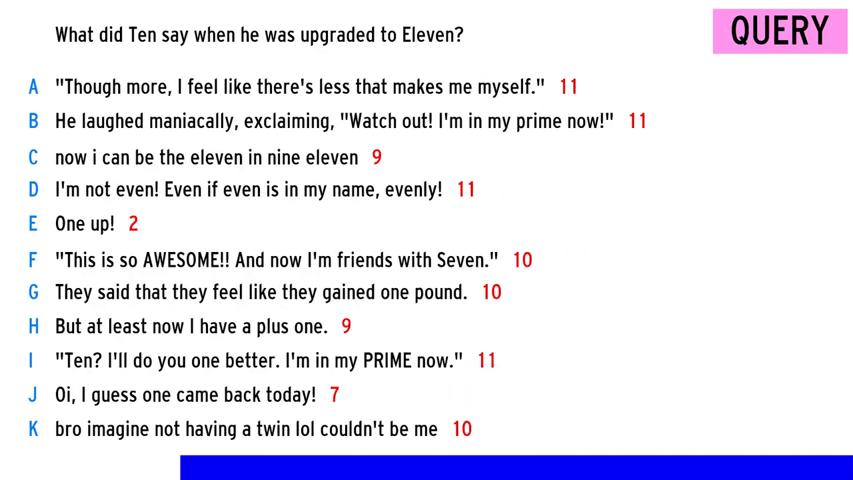 What did Ten say when he was upgraded to Eleven?
QUERY
A "Though more, I feel like there's less that makes me myself." 11
B He laughed maniacally, exclaiming, "Watch out! I'm in my prime now!" 11
C now i can be the eleven in nine eleven 9
D I'm not even! Even if even is in my name, evenly! 11
E One up! 2
F "This is so AWESOME!! And now I'm friends with Seven." 10
G They said that they feel like they gained one pound. 10
H But at least now I have a plus one. 9
I "Ten? I'll do you one better. I'm in my PRIME now." 11
J Oi, I guess one came back today! 7
K bro imagine not having a twin lol couldn't be me 10